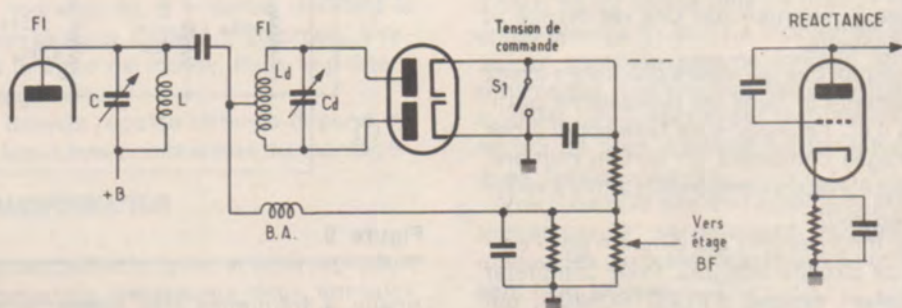 FI
C
L
+B
B.A.
FI
Ld
Cd
Tension de
commande
S1
Vers
étage
BF
REACTANCE